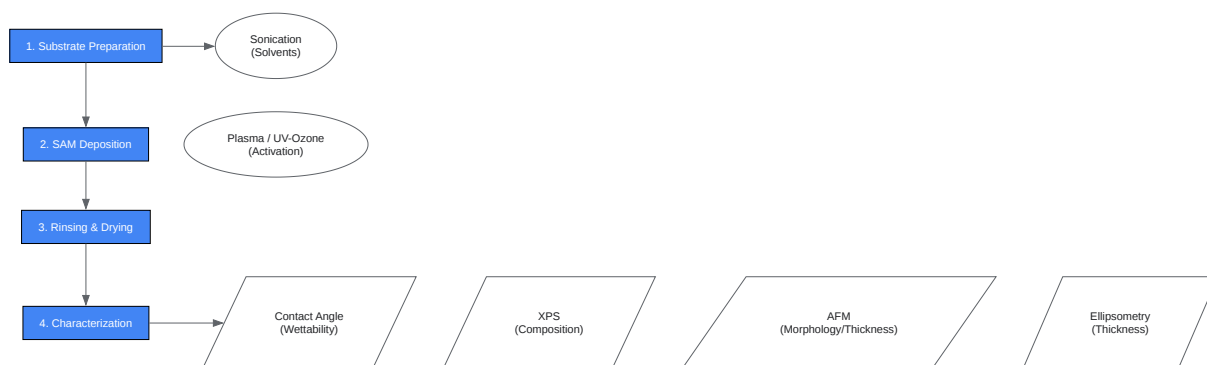 1. Substrate Preparation
Sonication
(Solvents)
2. SAM Deposition
Plasma / UV-Ozone
(Activation)
3. Rinsing & Drying
4. Characterization
Contact Angle
(Wettability)
XPS
(Composition)
AFM
(Morphology/Thickness)
Ellipsometry
(Thickness)